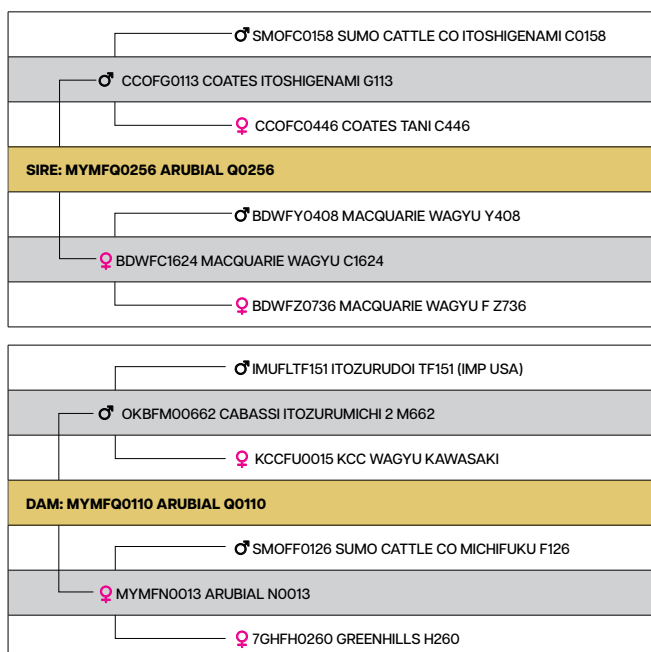 SMOFC0158 SUMO CATTLE CO ITOSHIGENAMI C0158
CCOFG0113 COATES ITOSHIGENAMI G113
CCOFC0446 COATES TANI C446
SIRE: MYMFQ0256 ARUBIAL Q0256
BDWFY0408 MACQUARIE WAGYU Y408
BDWFC1624 MACQUARIE WAGYU C1624
BDWFZ0736 MACQUARIE WAGYU F Z736
IMUFLTF151 ITOZURUDOI TF151 (IMP USA)
OKBFM00662 CABASSI ITOZURUMICHI 2 M662
KCCFU0015 KCC WAGYU KAWASAKI
DAM: MYMFQ0110 ARUBIAL Q0110
SMOFF0126 SUMO CATTLE CO MICHIFUKU F126
MYMFN0013 ARUBIAL N0013
7GHFH0260 GREENHILLS H260